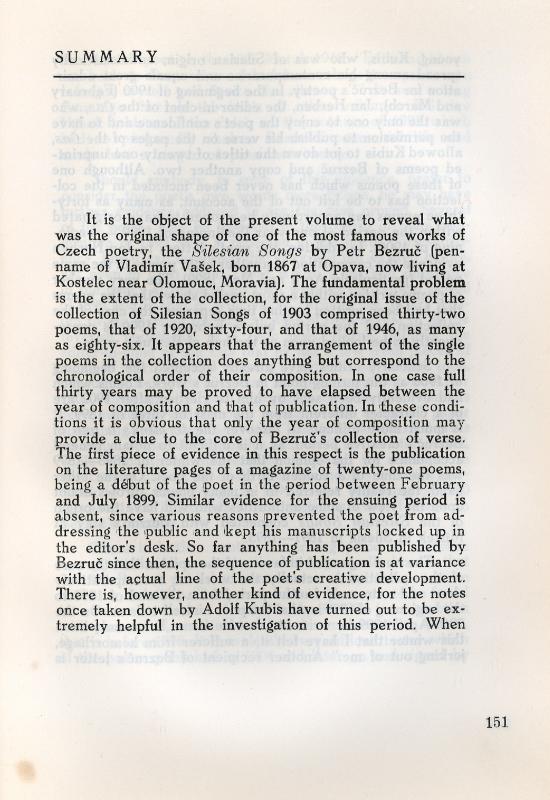 SUMMARY
It is the object of the present volume to reveal what
was the original shape of one of the most famous works of
Czech poetry, the Silesian Songs by Petr Bezruč (pen-
name of Vladimír Vašek, born 1867 at Opava, now living at
Kostelec near Olomouc, Moravia). The fundamental problem
is the extent of the collection, for the original issue of the
collection of Silesian Songs of 1903 comprised thirty-two
poems, that of 1920, sixty-four, and that of 1946, as many
as eighty-six. It appears that the arrangement of the single
poems in the collection does anything but correspond to the
chronological order of their composition. In one case full
thirty years may be proved to have elapsed between the
year of composition and that of publication. In these condi-
tions it is obvious that only the year of composition may
provide a clue to the core of Bezruč's collection of verse.
The first piece of evidence in this respect is the publication
on the literature pages of a magazine of twenty-one poems,
being a début of the poet in the period between February
and July 1899. Similar evidence for the ensuing period is
absent, since various reasons prevented the poet from ad-
dressing the public and kept his manuscripts locked up in
the editor's desk. So far anything has been published by
Bezruč since then, the sequence of publication is at variance
with the actual line of the poet's creative development.
There is, however, another kind of evidence, for the notes
once taken down by Adolf Kubis have turned out to be ex-
tremely helpful in the investigation of this period. When
151